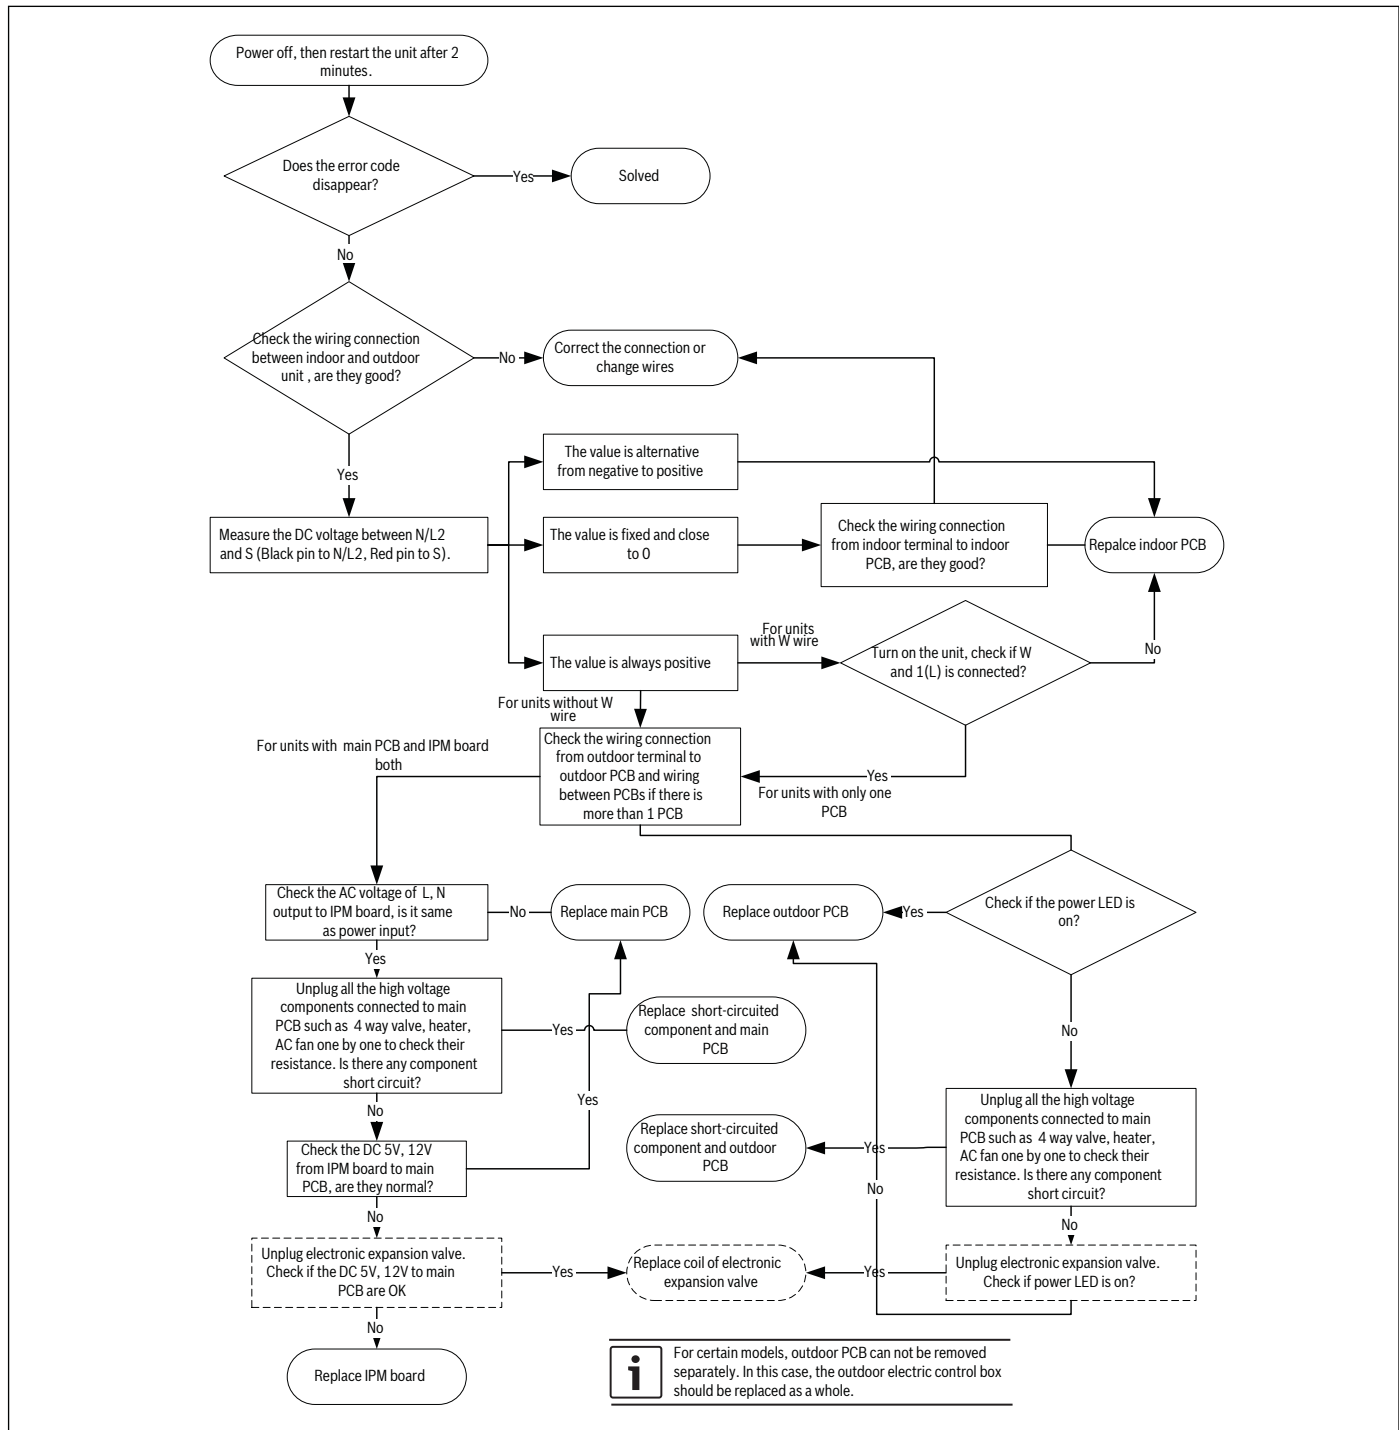 Power off, then restart the unit after 2
minutes.
Does the error code
disappear?
Yes
Solved
No
Check the wiring connection
between indoor and outdoor
unit , are they good?
No
Correct the connection or
change wires
Yes
The value is alternative
from negative to positive
Measure the DC voltage between N/L2
and S (Black pin to N/L2, Red pin to S).
The value is fixed and close
to 0
Check the wiring connection
from indoor terminal to indoor
PCB, are they good?
Repalce indoor PCB
The value is always positive
For units
with W wire
Turn on the unit, check if W
and 1(L) is connected?
No
For units without W
wire
For units with  main PCB and IPM board
both
Check the wiring connection
from outdoor terminal to
outdoor PCB and wiring
between PCBs if there is
more than 1 PCB
Yes
For units with only one
PCB
Check the AC voltage of  L, N
output to IPM board, is it same
as power input?
No
Replace main PCB
Replace outdoor PCB
Yes
Check if the power LED is
on?
Yes
Unplug all the high voltage
components connected to main
PCB such as  4 way valve, heater,
AC fan one by one to check their
resistance. Is there any component
short circuit?
Yes
Replace  short-circuited
component and main
PCB
No
No
Yes
Check the DC 5V, 12V
from IPM board to main
PCB, are they normal?
Replace short-circuited
component and outdoor
PCB
Yes
Unplug all the high voltage
components connected to main
PCB such as  4 way valve, heater,
AC fan one by one to check their
resistance. Is there any component
short circuit?
No
No
No
Unplug electronic expansion valve.
Check if the DC 5V, 12V to main
PCB are OK
Yes
Replace coil of electronic
expansion valve
Yes
Unplug electronic expansion valve.
Check if power LED is on?
No
Replace IPM board
i
For certain models, outdoor PCB can not be removed
separately. In this case, the outdoor electric control box
should be replaced as a whole.